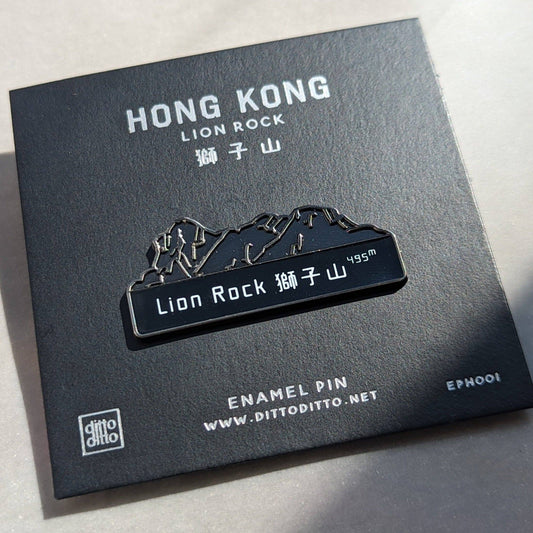 HONG KONG
LION ROCK
獅子山
Lion Rock 獅子山 495m
ENAMEL PIN
WWW.DITTODITTO.NET
EPH001
ditto
ditto